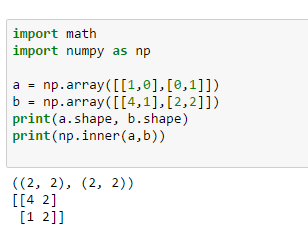 import math
import numpy as np
a = np.array([[1,0],[0,1]])
b = np.array([[4,1],[2,2]])
print(a.shape, b.shape)
print(np.inner(a,b))
((2, 2), (2, 2))
[[4 2]
 [1 2]]